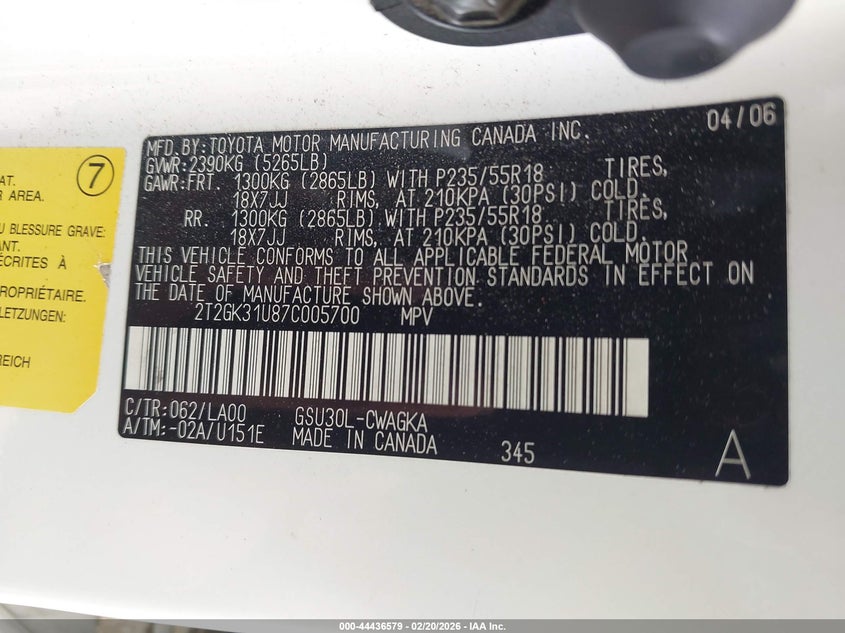 7
AT.
AREA.
BLESSURE GRAVE:
ANT.
ÉCRITES À
PROPRIÉTAIRE.
LETZUNGEN:
REICH
MFD. BY: TOYOTA MOTOR MANUFACTURING CANADA INC. 04/06
GVWR: 2390KG (5265LB)
GAWR: FRT. 1300KG (2865LB) WITH P235/55R18 TIRES,
18X7JJ RIMS, AT 210KPA (30PSI) COLD.
RR. 1300KG (2865LB) WITH P235/55R18 TIRES,
18X7JJ RIMS, AT 210KPA (30PSI) COLD.
THIS VEHICLE CONFORMS TO ALL APPLICABLE FEDERAL MOTOR
VEHICLE SAFETY AND THEFT PREVENTION STANDARDS IN EFFECT ON
THE DATE OF MANUFACTURE SHOWN ABOVE.
2T2GK31U87C005700 MPV
C/TR: 062/LA00 GSU30L-CWAGKA
A/TM: -02A/U151E MADE IN CANADA 345 A
000-44436579 — 02/20/2026 — IAA Inc.